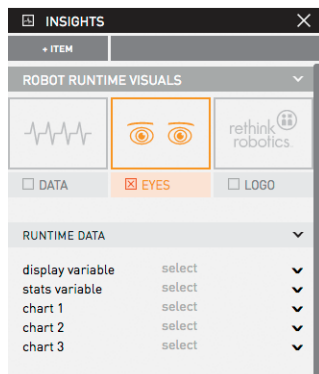 INSIGHTS
+ ITEM
ROBOT RUNTIME VISUALS
rethink
robotics.
DATA
EYES
LOGO
RUNTIME DATA
display variable select
stats variable select
chart 1 select
chart 2 select
chart 3 select